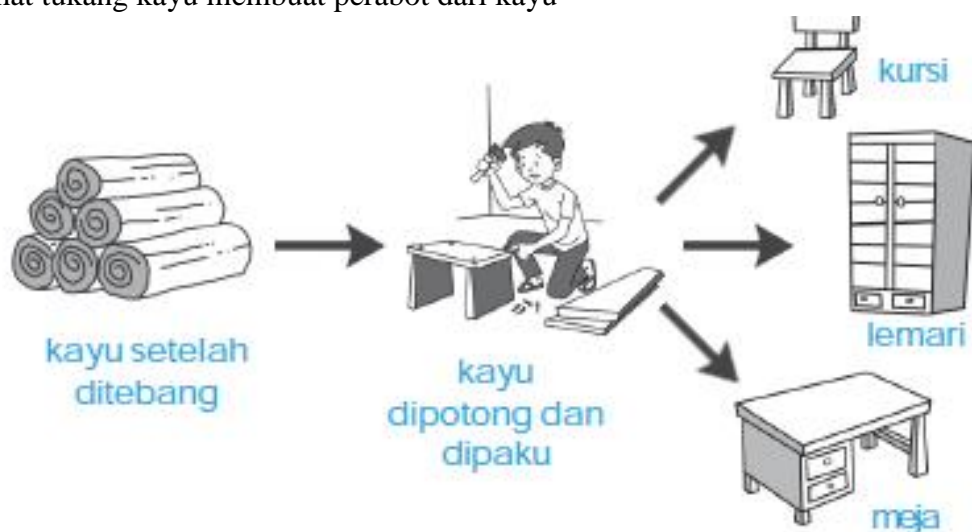 tukang kayu membuat perabot dari kayu
kursi
lemari
kayu setelah
ditebang
kayu
dipotong dan
dipaku
meja